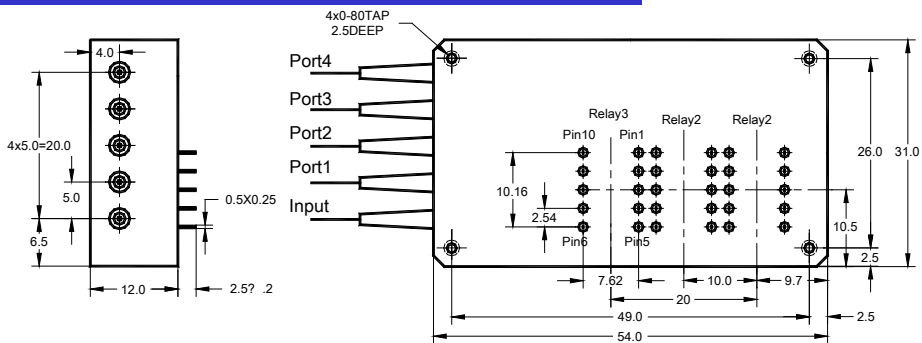 4x0-80TAP
2.5DEEP
4.0
4x5.0=20.0
5.0
6.5
12.0
2.5? .2
0.5X0.25
Port4
Port3
Port2
Port1
Input
Relay3
Relay2
Relay2
Pin10
Pin1
10.16
2.54
Pin6
Pin5
7.62
10.0
9.7
20
49.0
54.0
2.5
26.0
31.0
10.5
2.5